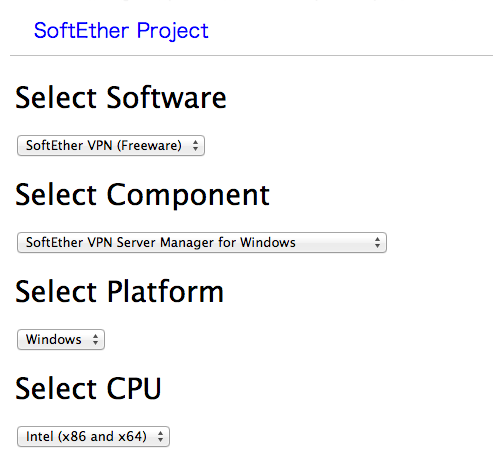 SoftEther Project
Select Software
SoftEther VPN (Freeware)
Select Component
SoftEther VPN Server Manager for Windows
Select Platform
Windows
Select CPU
Intel (x86 and x64)